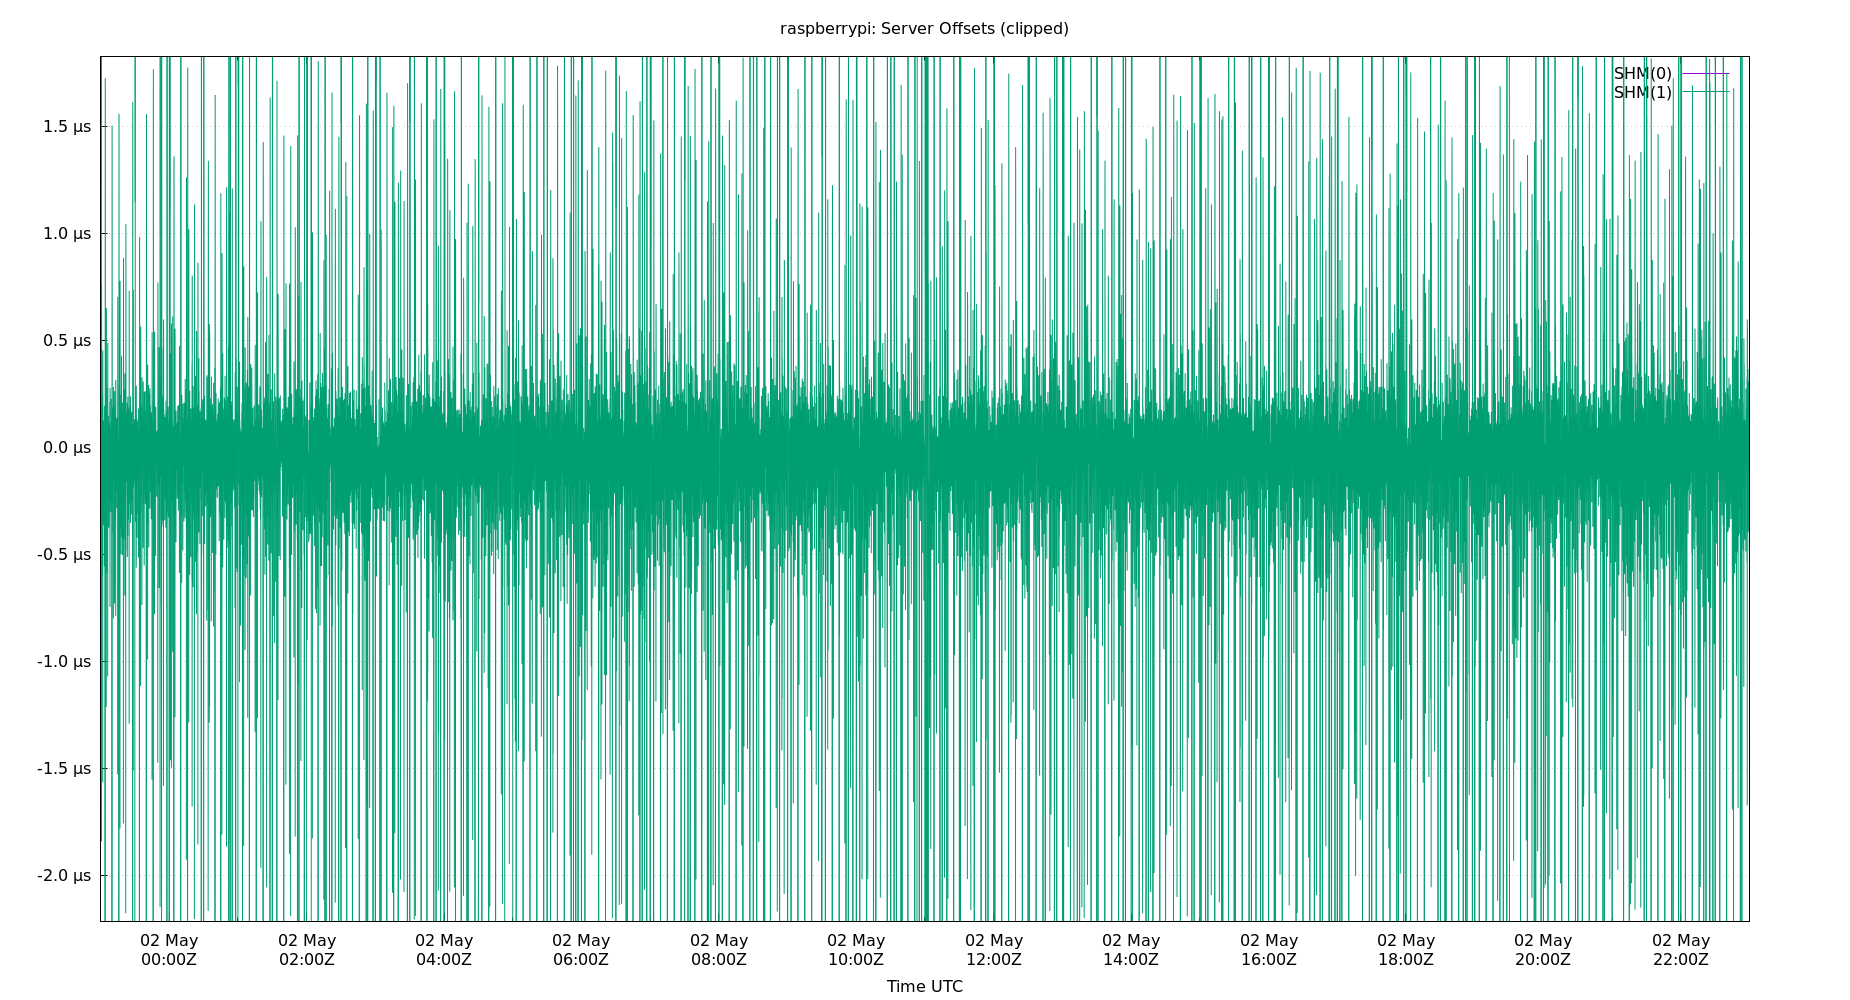 raspberrypi: Server Offsets (clipped)
SHM(0)
SHM(1)
1.5 µs
1.0 µs
0.5 µs
0.0 µs
-0.5 µs
-1.0 µs
-1.5 µs
-2.0 µs
02 May 02 May 02 May 02 May 02 May 02 May 02 May 02 May 02 May 02 May 02 May 02 May
00:00Z 02:00Z 04:00Z 06:00Z 08:00Z 10:00Z 12:00Z 14:00Z 16:00Z 18:00Z 20:00Z 22:00Z
Time UTC